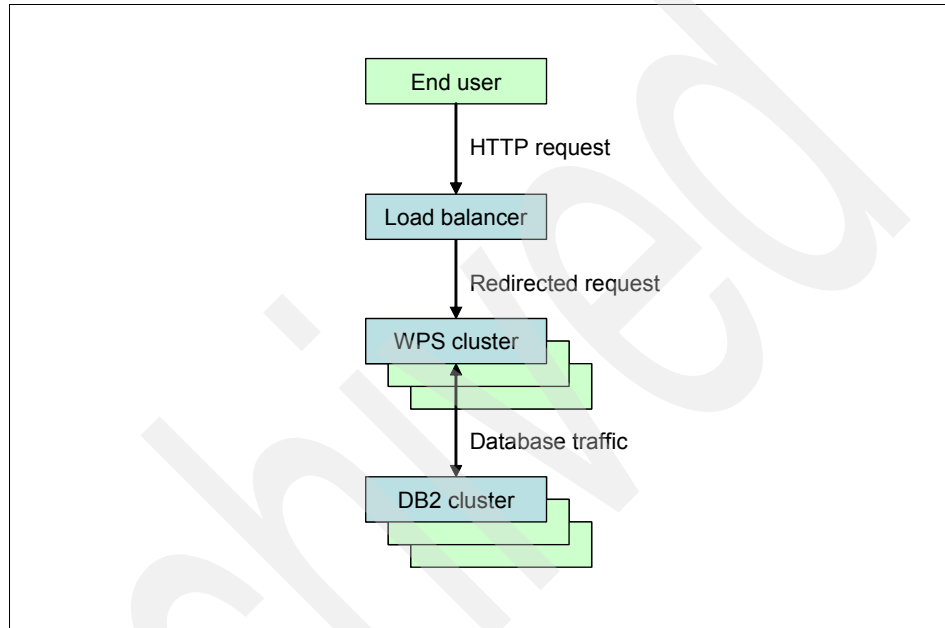 End user
HTTP request
Load balancer
Redirected request
WPS cluster
Database traffic
DB2 cluster